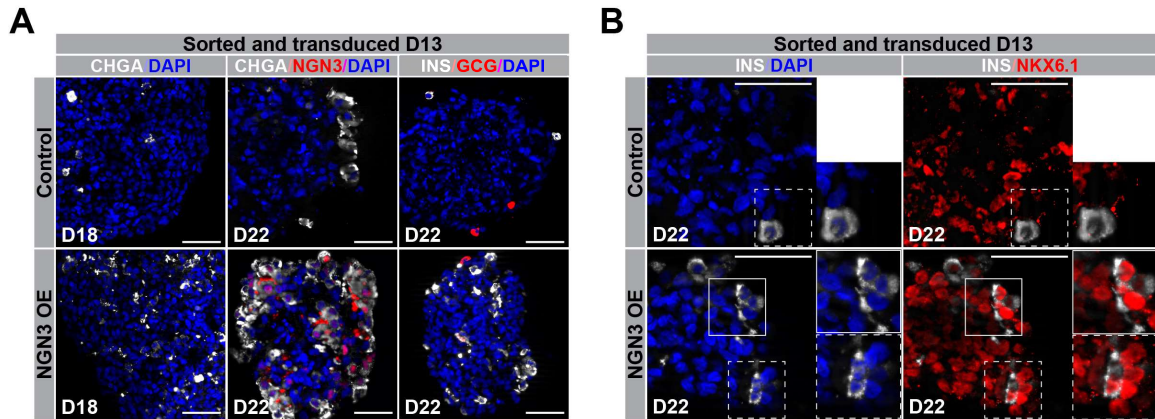 A
Sorted and transduced D13
CHGA DAPI
CHGA NGN3/DAPI
INS GCG/DAPI
Control
D18
D22
D22
NGN3 OE
D18
D22
D22
B
Sorted and transduced D13
INS DAPI
INS NKX6.1
Control
D22
D22
NGN3 OE
D22
D22